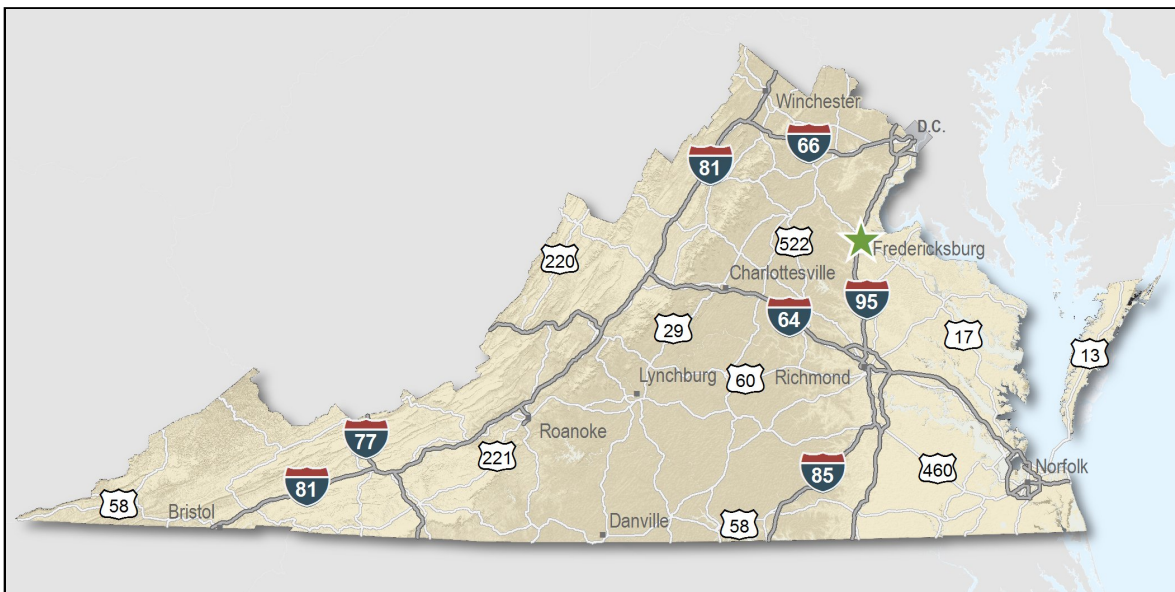 Winchester
D.C.
66
81
522
Fredericksburg
220
Charlottesville
95
64
29
17
13
Lynchburg
60
Richmond
77
Roanoke
221
81
85
460
Norfolk
58
Bristol
Danville
58